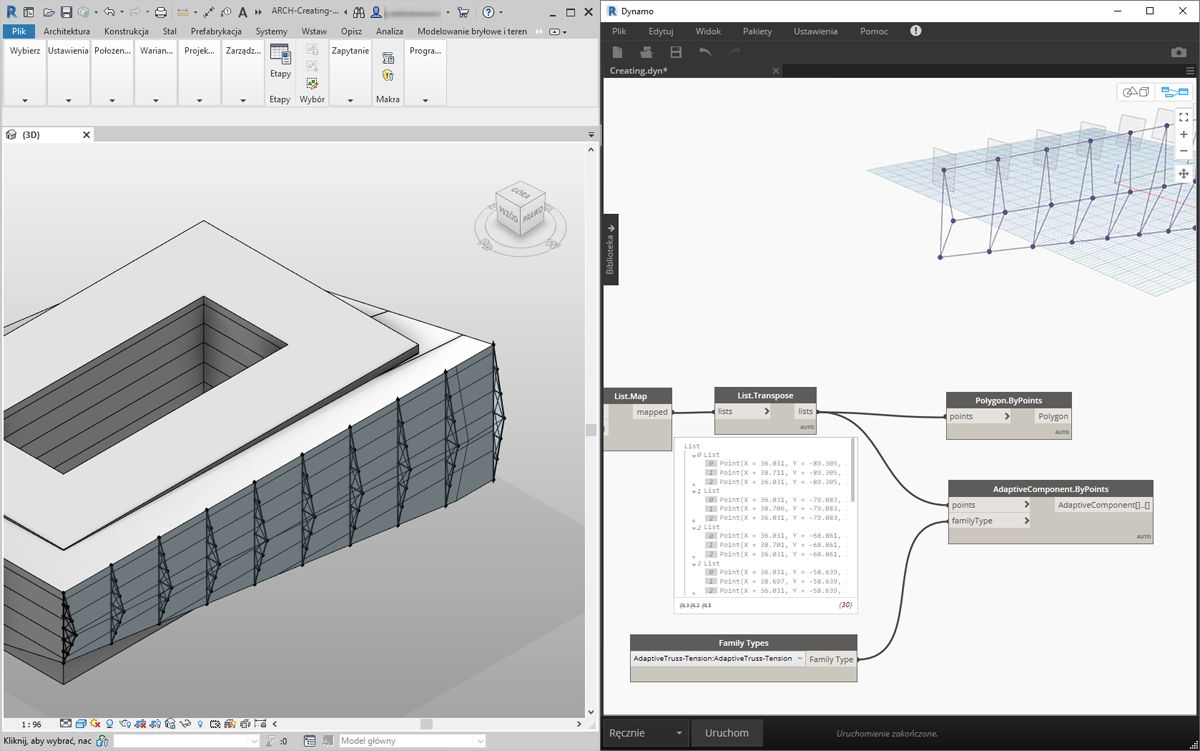 ARCH-Creating-...
Plik
Architektura
Konstrukcja
Stal
Prefabrykacja
Systemy
Wstaw
Opisz
Analiza
Modelowanie bryłowe i teren
Wybierz
Ustawienia
Położen...
Warian...
Projek...
Zarządz...
Etapy
Zapytanie
Progra...
Etapy
Wybór
Makra
{3D}
GÓRA
PRZÓD
PRAWO
1 : 96
Kliknij, aby wybrać, nac
:0
Model główny
Dynamo
Plik
Edytuj
Widok
Pakiety
Ustawienia
Pomoc
Creating.dyn*
Biblioteka
List.Map
mapped
List.Transpose
lists
lists
AUTO
Polygon.ByPoints
points
Polygon
AUTO
List
0 List
0 Point(X = 36.031, Y = -89.305,
1 Point(X = 38.711, Y = -89.305,
2 Point(X = 36.031, Y = -89.305,
1 List
0 Point(X = 36.031, Y = -79.083,
1 Point(X = 38.706, Y = -79.083,
2 Point(X = 36.031, Y = -79.083,
2 List
0 Point(X = 36.031, Y = -68.861,
1 Point(X = 38.701, Y = -68.861,
2 Point(X = 36.031, Y = -68.861,
3 List
0 Point(X = 36.031, Y = -58.639,
1 Point(X = 38.697, Y = -58.639,
2 Point(X = 36.031, Y = -58.639,
@L3 @L2 @L1
{30}
AdaptiveComponent.ByPoints
points
AdaptiveComponent[]..[]
familyType
AUTO
Family Types
AdaptiveTruss-Tension:AdaptiveTruss-Tension
Family Type
Ręcznie
Uruchom
Uruchomienie zakończone.